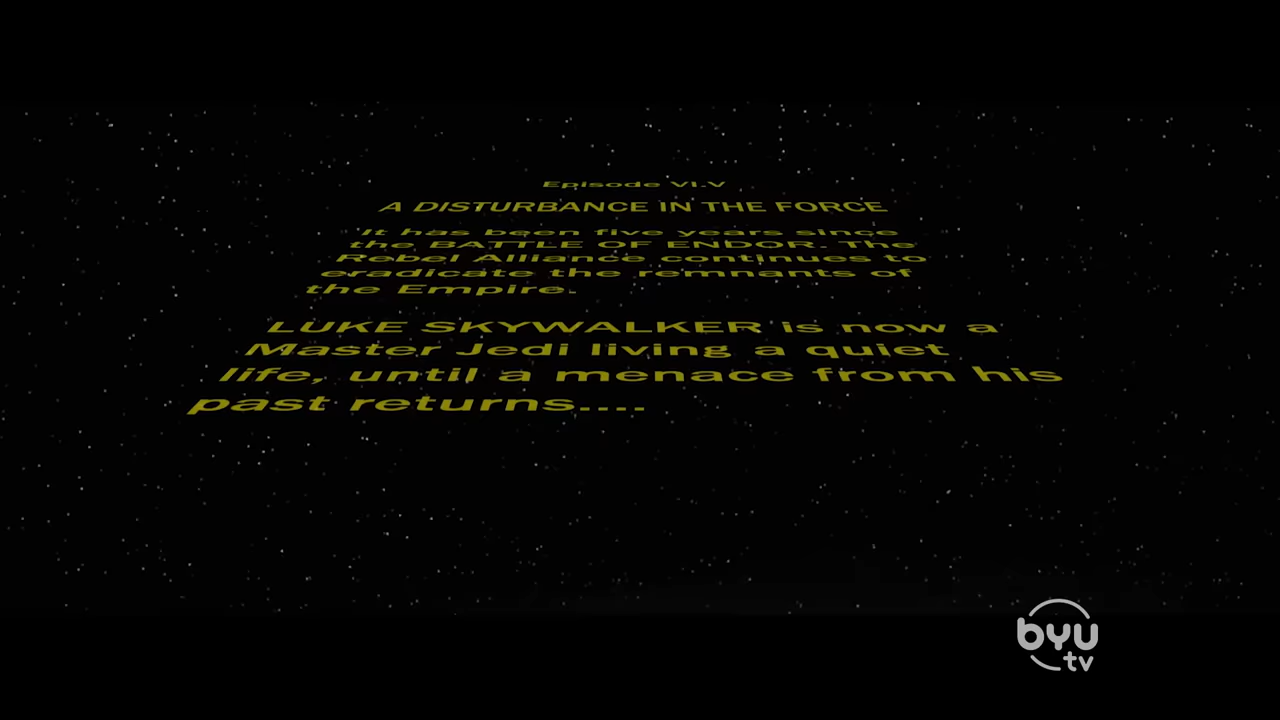 Episode VI.V
A DISTURBANCE IN THE FORCE
It has been five years since
the BATTLE OF ENDOR. The
Rebel Alliance continues to
eradicate the remnants of
the Empire.
LUKE SKYWALKER is now a
Master Jedi living a quiet
life, until a menace from his
past returns....
byu
tv